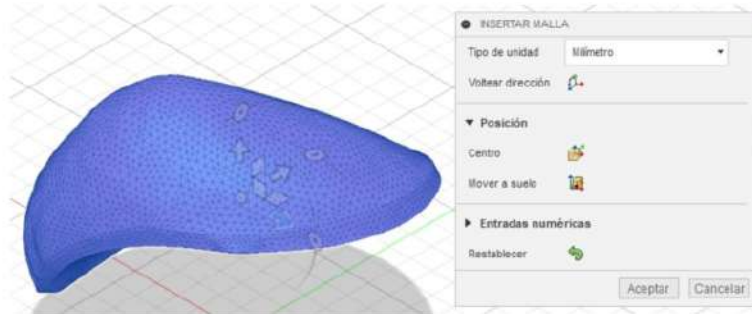 INSERTAR MALLA
Tipo de unidad Milímetro
Voltear dirección
Posición
Centro
Mover a suelo
Entradas numéricas
Restablecer
Aceptar Cancelar